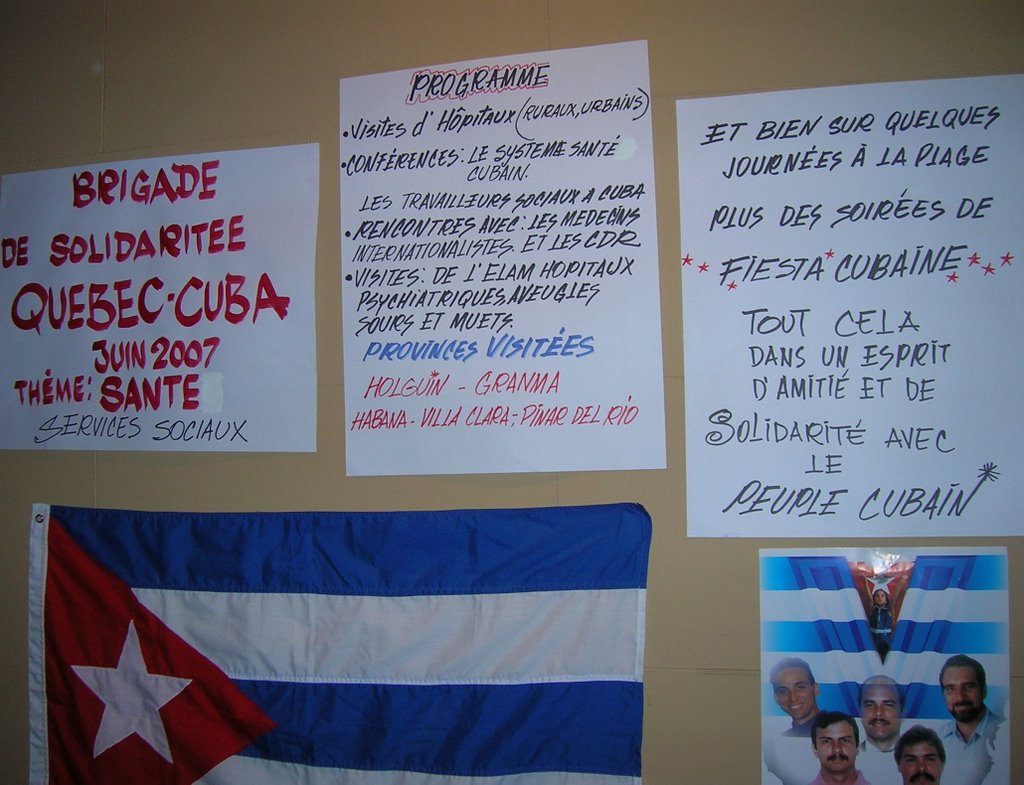 BRIGADE
DE SOLIDARITEE
QUEBEC-CUBA
JUIN 2007
THÉME: SANTE
SERVICES SOCIAUX
PROGRAMME
• VISITES D' HÔPITAUX (RURAUX, URBAINS)
• CONFÉRENCES: LE SYSTEME SANTÉ
CUBAIN.
LES TRAVAILLEURS SOCIAUX A CUBA
• RENCONTRES AVEC: LES MEDECINS
INTERNATIONALISTES. ET LES CDR
• VISITES: DE L'ELAM HOPITAUX
PSYCHIATRIQUES, AVEUGLES
SOURS ET MUETS.
PROVINCES VISITÉES
HOLGUIN - GRANMA
HABANA - VILLA CLARA; PINAR DEL RIO
ET BIEN SUR QUELQUES
JOURNÉES À LA PLAGE
PLUS DES SOIRÉES DE
FIESTA CUBAINE
TOUT CELA
DANS UN ESPRIT
D'AMITIÉ ET DE
SOLIDARITÉ AVEC
LE
PEUPLE CUBAIN